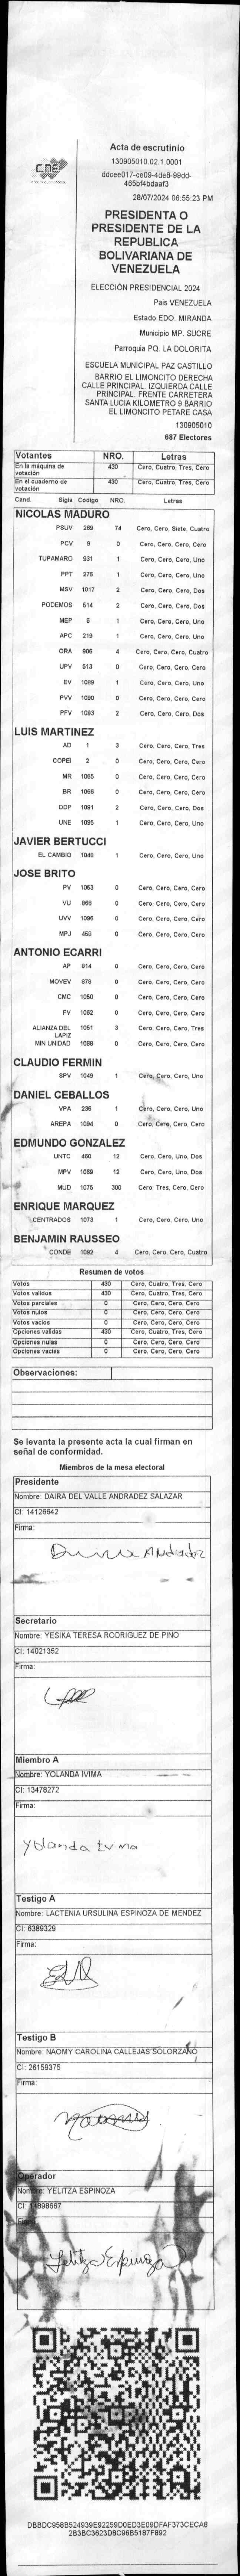 CNE
Acta de escrutinio
130905010.02.1.0001
ddcee017-ce09-4de8-99dd-
465bf4bdaaf3
28/07/2024 06:55:23 PM
PRESIDENTA O
PRESIDENTE DE LA
REPUBLICA
BOLIVARIANA DE
VENEZUELA
ELECCIÓN PRESIDENCIAL 2024
Pais VENEZUELA
Estado EDO. MIRANDA
Municipio MP. SUCRE
Parroquia PQ. LA DOLORITA
ESCUELA MUNICIPAL PAZ CASTILLO
BARRIO EL LIMONCITO DERECHA
CALLE PRINCIPAL. IZQUIERDA CALLE
PRINCIPAL. FRENTE CARRETERA
SANTA LUCIA KILOMETRO 9 BARRIO
EL LIMONCITO PETARE CASA
130905010
687 Electores
Votantes NRO. Letras
En la máquina de votación 430 Cero, Cuatro, Tres, Cero
En el cuaderno de votación 430 Cero, Cuatro, Tres, Cero
Cand. Sigla Código NRO. Letras
NICOLAS MADURO
PSUV 269 74 Cero, Cero, Siete, Cuatro
PCV 9 0 Cero, Cero, Cero, Cero
TUPAMARO 931 1 Cero, Cero, Cero, Uno
PPT 276 1 Cero, Cero, Cero, Uno
MSV 1017 2 Cero, Cero, Cero, Dos
PODEMOS 514 2 Cero, Cero, Cero, Dos
MEP 6 1 Cero, Cero, Cero, Uno
APC 219 1 Cero, Cero, Cero, Uno
ORA 906 4 Cero, Cero, Cero, Cuatro
UPV 513 0 Cero, Cero, Cero, Cero
EV 1089 1 Cero, Cero, Cero, Uno
PVV 1090 0 Cero, Cero, Cero, Cero
PFV 1093 2 Cero, Cero, Cero, Dos
LUIS MARTINEZ
AD 1 3 Cero, Cero, Cero, Tres
COPEI 2 0 Cero, Cero, Cero, Cero
MR 1065 0 Cero, Cero, Cero, Cero
BR 1066 0 Cero, Cero, Cero, Cero
DDP 1091 2 Cero, Cero, Cero, Dos
UNE 1095 1 Cero, Cero, Cero, Uno
JAVIER BERTUCCI
EL CAMBIO 1048 1 Cero, Cero, Cero, Uno
JOSE BRITO
PV 1053 0 Cero, Cero, Cero, Cero
VU 969 0 Cero, Cero, Cero, Cero
UVV 1096 0 Cero, Cero, Cero, Cero
MPJ 459 0 Cero, Cero, Cero, Cero
ANTONIO ECARRI
AP 814 0 Cero, Cero, Cero, Cero
MOVEV 879 0 Cero, Cero, Cero, Cero
CMC 1050 0 Cero, Cero, Cero, Cero
FV 1062 0 Cero, Cero, Cero, Cero
ALIANZA DEL LAPIZ 1051 3 Cero, Cero, Cero, Tres
MIN UNIDAD 1069 0 Cero, Cero, Cero, Cero
CLAUDIO FERMIN
SPV 1049 1 Cero, Cero, Cero, Uno
DANIEL CEBALLOS
VPA 236 1 Cero, Cero, Cero, Uno
AREPA 1094 0 Cero, Cero, Cero, Cero
EDMUNDO GONZALEZ
UNTC 460 12 Cero, Cero, Uno, Dos
MPV 1068 12 Cero, Cero, Uno, Dos
MUD 1075 300 Cero, Tres, Cero, Cero
ENRIQUE MARQUEZ
CENTRADOS 1073 1 Cero, Cero, Cero, Uno
BENJAMIN RAUSSEO
CONDE 1092 4 Cero, Cero, Cero, Cuatro
Resumen de votos
Votos 430 Cero, Cuatro, Tres, Cero
Votos validos 430 Cero, Cuatro, Tres, Cero
Votos parciales 0 Cero, Cero, Cero, Cero
Votos nulos 0 Cero, Cero, Cero, Cero
Votos vacios 0 Cero, Cero, Cero, Cero
Opciones validas 430 Cero, Cuatro, Tres, Cero
Opciones nulas 0 Cero, Cero, Cero, Cero
Opciones vacias 0 Cero, Cero, Cero, Cero
Observaciones:
Se levanta la presente acta la cual firman en
señal de conformidad.
Miembros de la mesa electoral
Presidente
Nombre: DAIRA DEL VALLE ANDRADEZ SALAZAR
CI: 14126642
Firma:
Secretario
Nombre: YESIKA TERESA RODRIGUEZ DE PINO
CI: 14021352
Firma:
Miembro A
Nombre: YOLANDA IVIMA
CI: 13478272
Firma:
Yolanda Ivima
Testigo A
Nombre: LACTENIA URSULINA ESPINOZA DE MENDEZ
CI: 6389329
Firma:
Testigo B
Nombre: NAOMY CAROLINA CALLEJAS SOLORZANO
CI: 26159375
Firma:
Operador
Nombre: YELITZA ESPINOZA
CI: 14898667
Firma:
Yelitza Espinoza
DBBDC958B524939E92259D0ED3E09DFAF373CECA8
2B3BC3623D8C96B5187F892